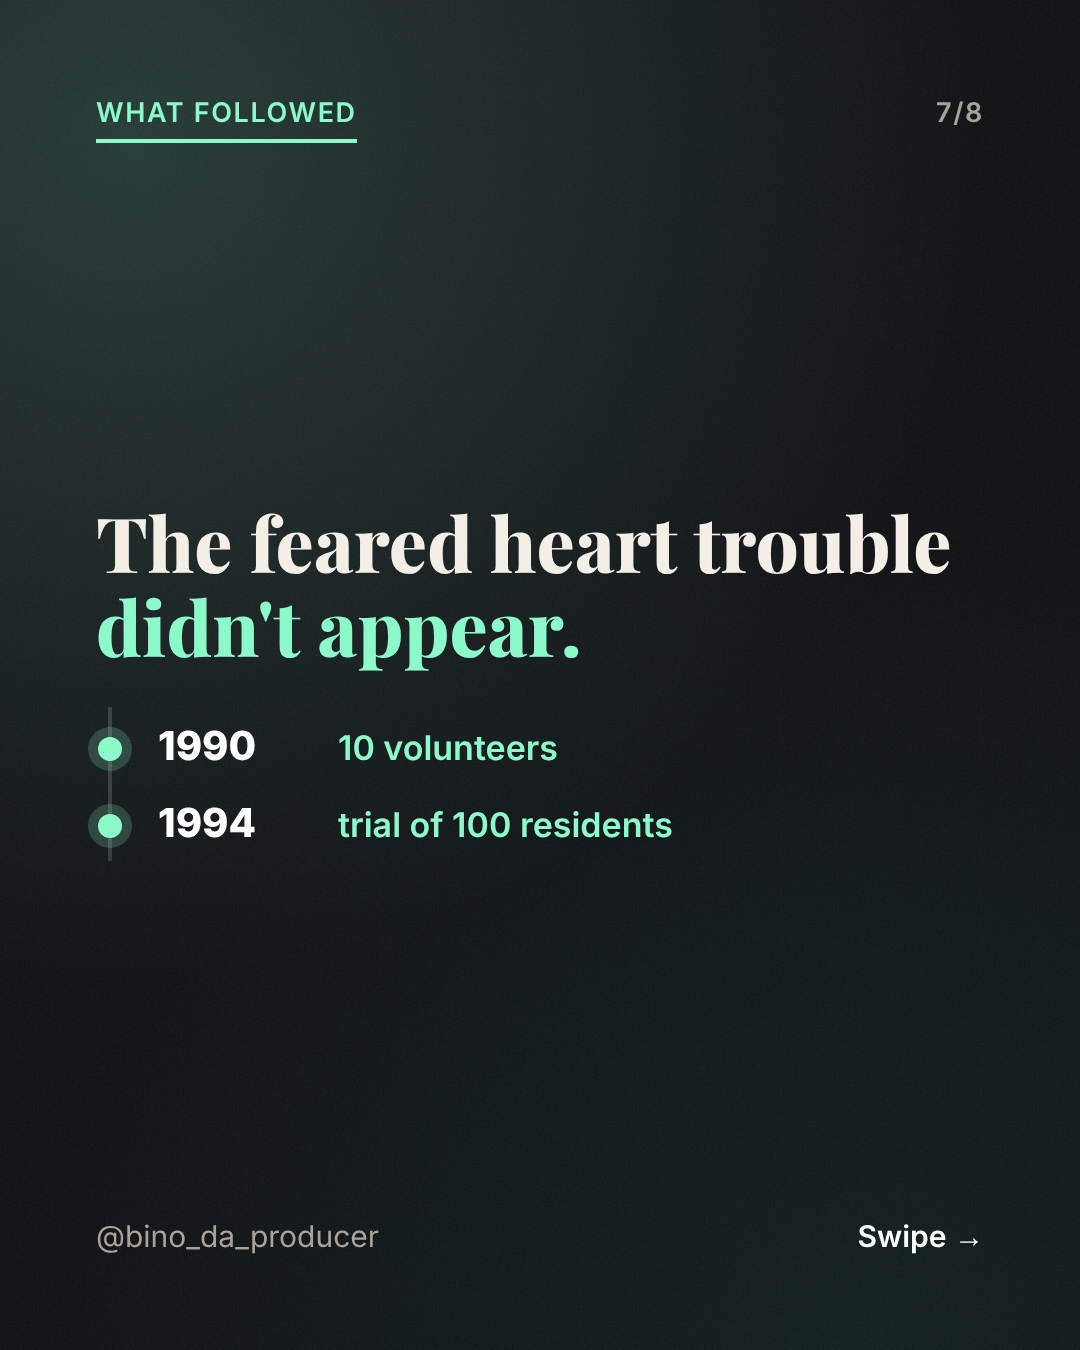 WHAT FOLLOWED
7/8
The feared heart trouble
didn't appear.
1990 10 volunteers
1994 trial of 100 residents
@bino_da_producer
Swipe →